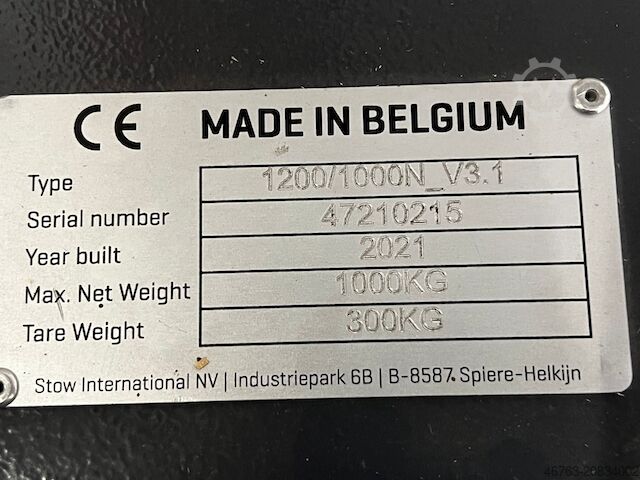 CE MADE IN BELGIUM
Type 1200/1000N_V3.1
Serial number 47210215
Year built 2021
Max. Net Weight 1000KG
Tare Weight 300KG
Stow International NV | Industriepark 6B | B-8587 Spiere-Helkijn
46763-20834002